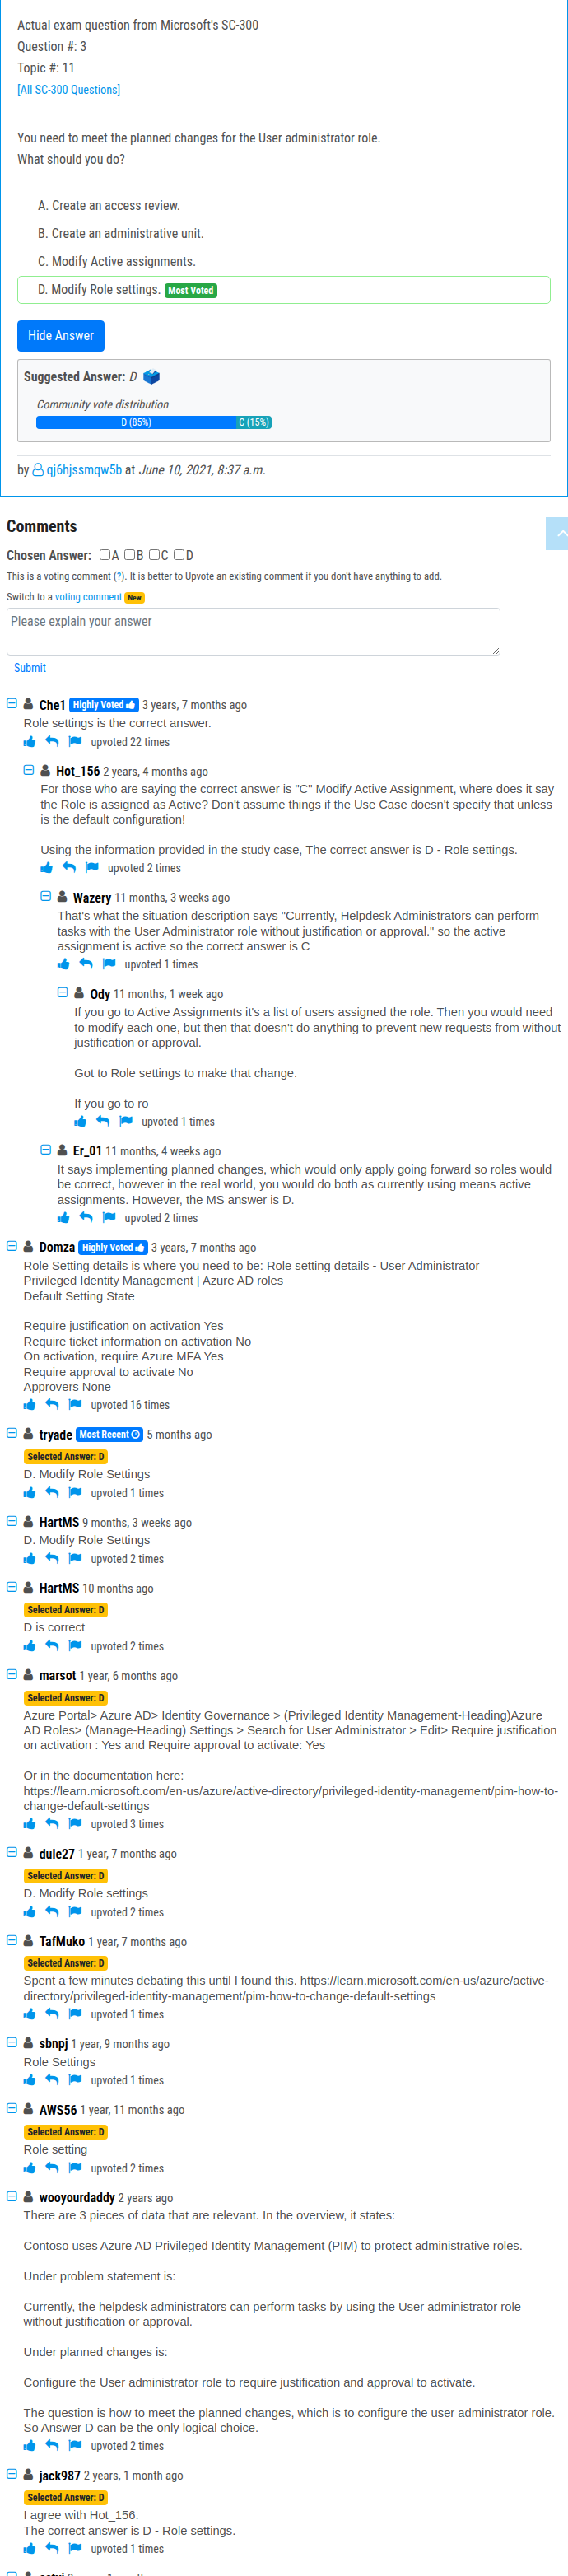 Actual exam question from Microsoft's SC-300
Question #: 3
Topic #: 11
[All SC-300 Questions]
You need to meet the planned changes for the User administrator role.
What should you do?
A. Create an access review.
B. Create an administrative unit.
C. Modify Active assignments.
D. Modify Role settings. Most Voted
Hide Answer
Suggested Answer: D
Community vote distribution
D (85%) C (15%)
by qj6hjssmqw5b at June 10, 2021, 8:37 a.m.
Comments
Chosen Answer: A B C D
This is a voting comment (?). It is better to Upvote an existing comment if you don't have anything to add.
Switch to a voting comment New
Please explain your answer
Submit
Che1 Highly Voted 3 years, 7 months ago
Role settings is the correct answer.
upvoted 22 times
Hot_156 2 years, 4 months ago
For those who are saying the correct answer is "C" Modify Active Assignment, where does it say
the Role is assigned as Active? Don't assume things if the Use Case doesn't specify that unless
is the default configuration!
Using the information provided in the study case, The correct answer is D - Role settings.
upvoted 2 times
Wazery 11 months, 3 weeks ago
That's what the situation description says "Currently, Helpdesk Administrators can perform
tasks with the User Administrator role without justification or approval." so the active
assignment is active so the correct answer is C
upvoted 1 times
Ody 11 months, 1 week ago
If you go to Active Assignments it's a list of users assigned the role. Then you would need
to modify each one, but then that doesn't do anything to prevent new requests from without
justification or approval.
Got to Role settings to make that change.
If you go to ro
upvoted 1 times
Er_01 11 months, 4 weeks ago
It says implementing planned changes, which would only apply going forward so roles would
be correct, however in the real world, you would do both as currently using means active
assignments. However, the MS answer is D.
upvoted 2 times
Domza Highly Voted 3 years, 7 months ago
Role Setting details is where you need to be: Role setting details - User Administrator
Privileged Identity Management | Azure AD roles
Default Setting State
Require justification on activation Yes
Require ticket information on activation No
On activation, require Azure MFA Yes
Require approval to activate No
Approvers None
upvoted 16 times
tryade Most Recent 5 months ago
Selected Answer: D
D. Modify Role Settings
upvoted 1 times
HartMS 9 months, 3 weeks ago
D. Modify Role Settings
upvoted 2 times
HartMS 10 months ago
Selected Answer: D
D is correct
upvoted 2 times
marsot 1 year, 6 months ago
Selected Answer: D
Azure Portal> Azure AD> Identity Governance > (Privileged Identity Management-Heading)Azure
AD Roles> (Manage-Heading) Settings > Search for User Administrator > Edit> Require justification
on activation : Yes and Require approval to activate: Yes
Or in the documentation here:
https://learn.microsoft.com/en-us/azure/active-directory/privileged-identity-management/pim-how-to-
change-default-settings
upvoted 3 times
dule27 1 year, 7 months ago
Selected Answer: D
D. Modify Role settings
upvoted 2 times
TafMuko 1 year, 7 months ago
Selected Answer: D
Spent a few minutes debating this until I found this. https://learn.microsoft.com/en-us/azure/active-
directory/privileged-identity-management/pim-how-to-change-default-settings
upvoted 1 times
sbnpj 1 year, 9 months ago
Role Settings
upvoted 1 times
AWS56 1 year, 11 months ago
Selected Answer: D
Role setting
upvoted 2 times
wooyourdaddy 2 years ago
There are 3 pieces of data that are relevant. In the overview, it states:
Contoso uses Azure AD Privileged Identity Management (PIM) to protect administrative roles.
Under problem statement is:
Currently, the helpdesk administrators can perform tasks by using the User administrator role
without justification or approval.
Under planned changes is:
Configure the User administrator role to require justification and approval to activate.
The question is how to meet the planned changes, which is to configure the user administrator role.
So Answer D can be the only logical choice.
upvoted 2 times
jack987 2 years, 1 month ago
Selected Answer: D
I agree with Hot_156.
The correct answer is D - Role settings.
upvoted 1 times